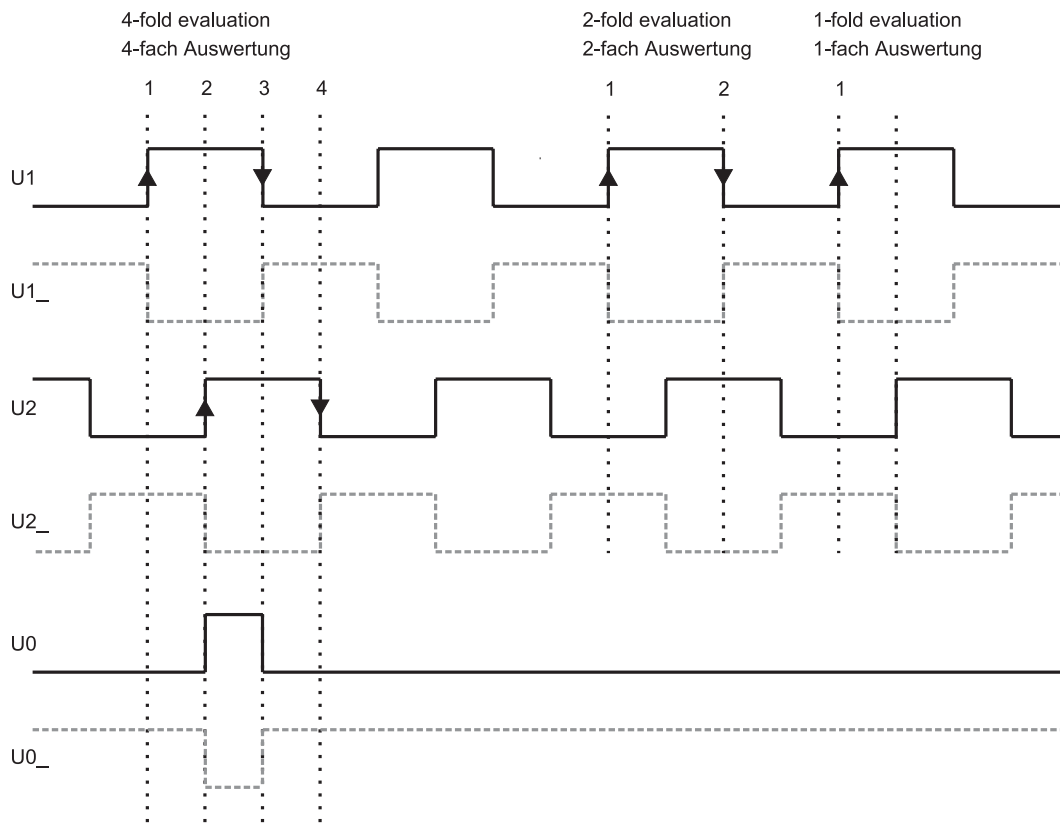 4-fold evaluation
4-fach Auswertung
2-fold evaluation
2-fach Auswertung
1-fold evaluation
1-fach Auswertung
1 2 3 4 1 2 1
U1
U1_
U2
U2_
U0
U0_